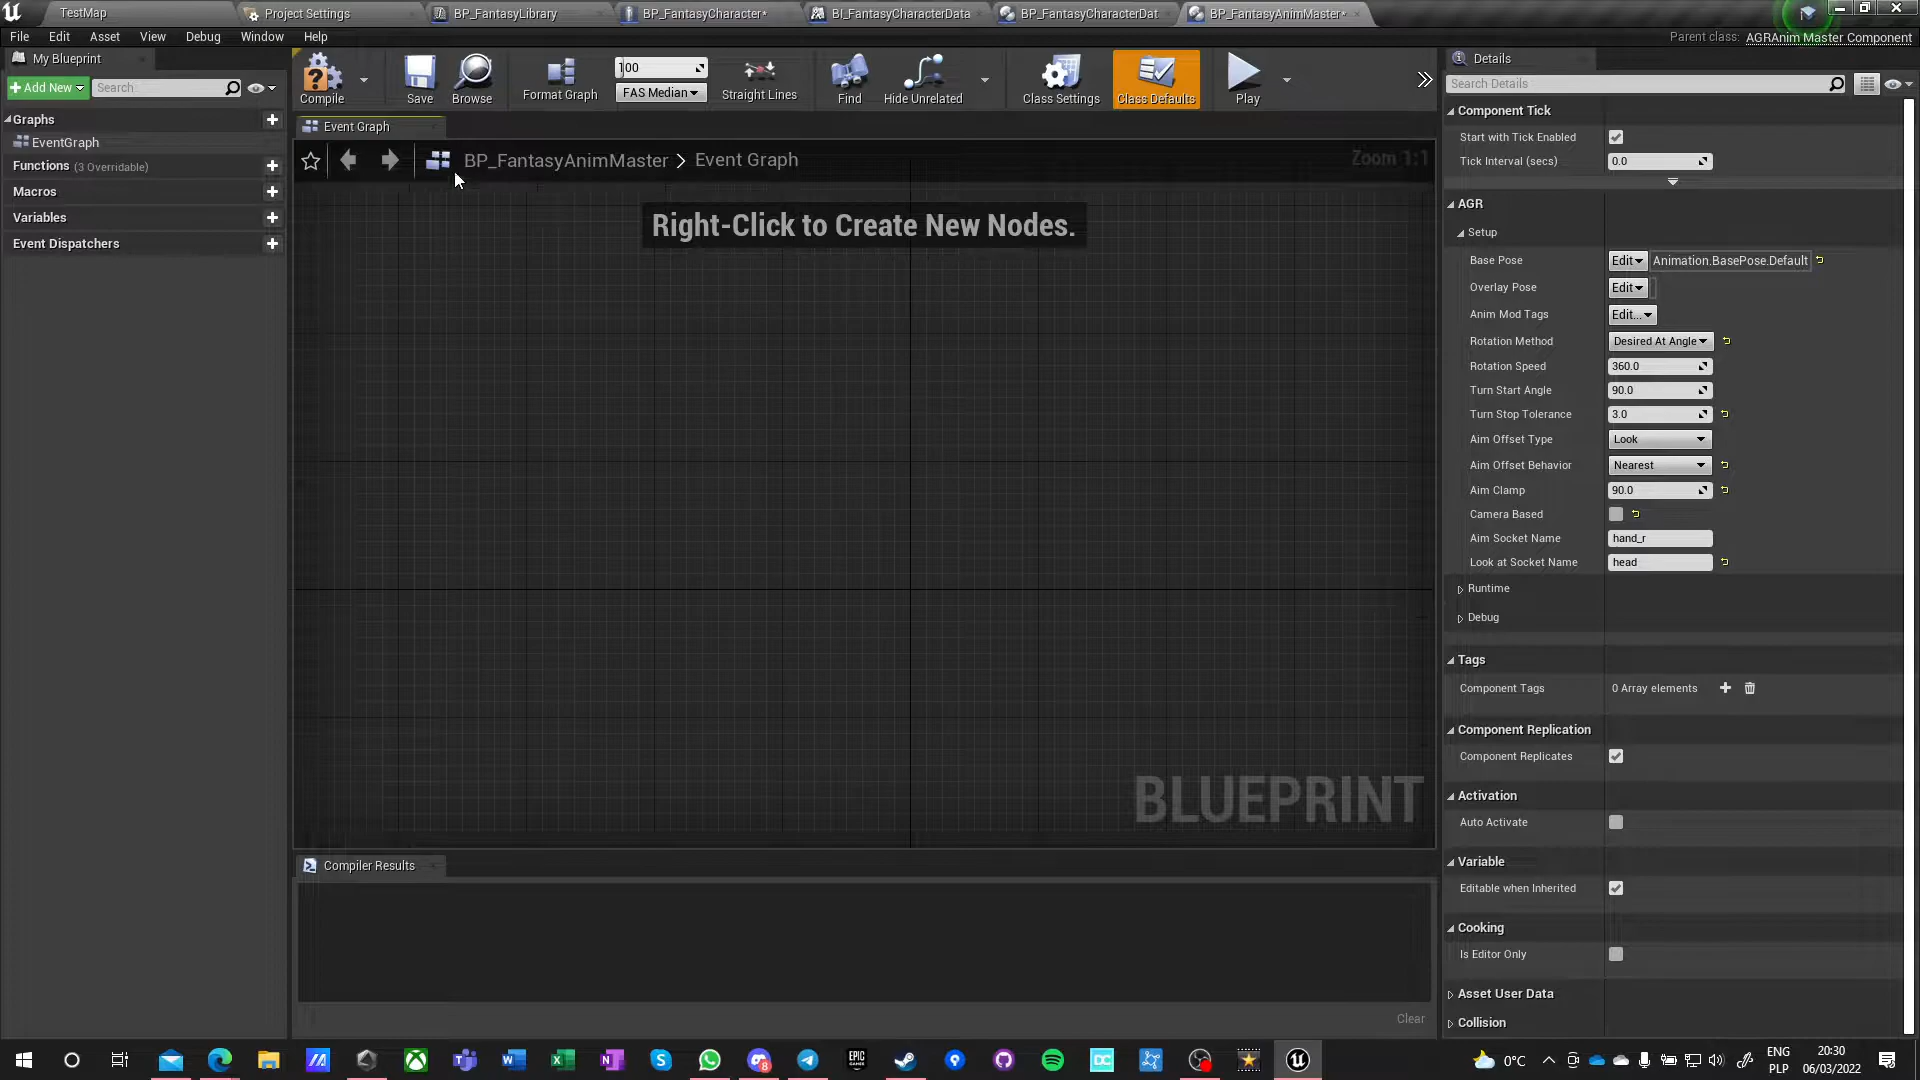 TestMap
Project Settings
BP_FantasyLibrary
BP_FantasyCharacter*
BI_FantasyCharacterData
BP_FantasyCharacterDat
BP_FantasyAnimMaster*
File Edit Asset View Debug Window Help
Parent class: AGRAnim Master Component
My Blueprint
Add New
Search
Graphs
EventGraph
Functions (3 Overridable)
Macros
Variables
Event Dispatchers
Compile
Save
Browse
Format Graph
FAS Median
Straight Lines
Find
Hide Unrelated
Class Settings
Class Defaults
Play
Event Graph
BP_FantasyAnimMaster > Event Graph
Zoom 1:1
Right-Click to Create New Nodes.
BLUEPRINT
Compiler Results
Clear
Details
Search Details
Component Tick
Start with Tick Enabled
Tick Interval (secs) 0.0
AGR
Setup
Base Pose Edit Animation.BasePose.Default
Overlay Pose Edit
Anim Mod Tags Edit...
Rotation Method Desired At Angle
Rotation Speed 360.0
Turn Start Angle 90.0
Turn Stop Tolerance 3.0
Aim Offset Type Look
Aim Offset Behavior Nearest
Aim Clamp 90.0
Camera Based
Aim Socket Name hand_r
Look at Socket Name head
Runtime
Debug
Tags
Component Tags 0 Array elements
Component Replication
Component Replicates
Activation
Auto Activate
Variable
Editable when Inherited
Cooking
Is Editor Only
Asset User Data
Collision
0°C
ENG
PLP
20:30
06/03/2022